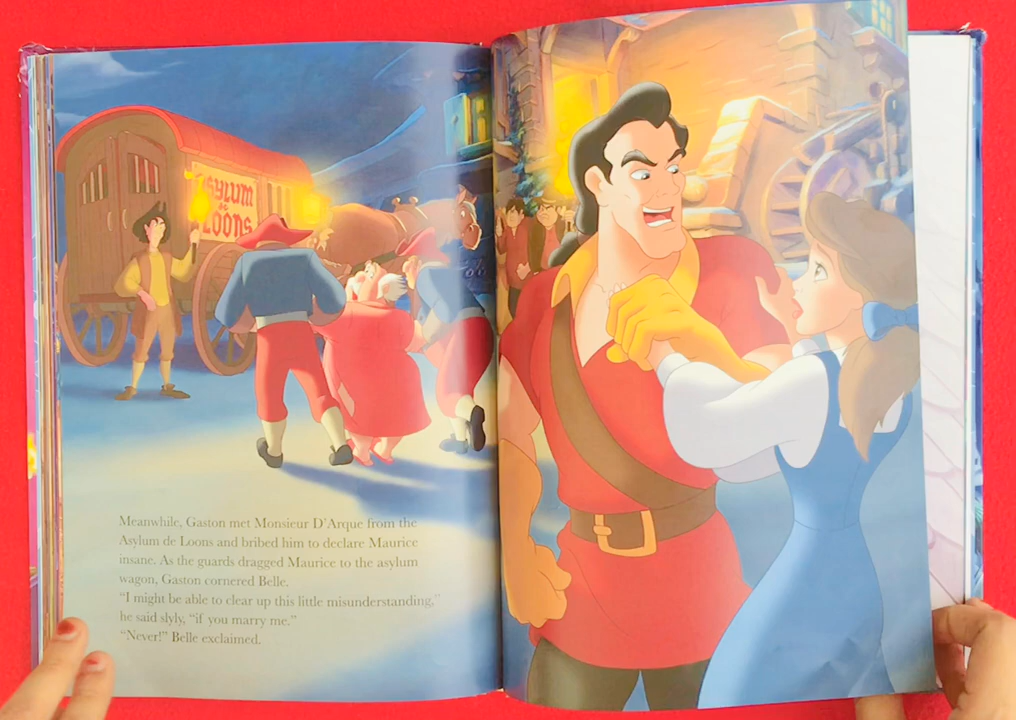 Asylum
de
Loons
Meanwhile, Gaston met Monsieur D'Arque from the
Asylum de Loons and bribed him to declare Maurice
insane. As the guards dragged Maurice to the asylum
wagon, Gaston cornered Belle.
"I might be able to clear up this little misunderstanding,"
he said slyly, "if you marry me."
"Never!" Belle exclaimed.